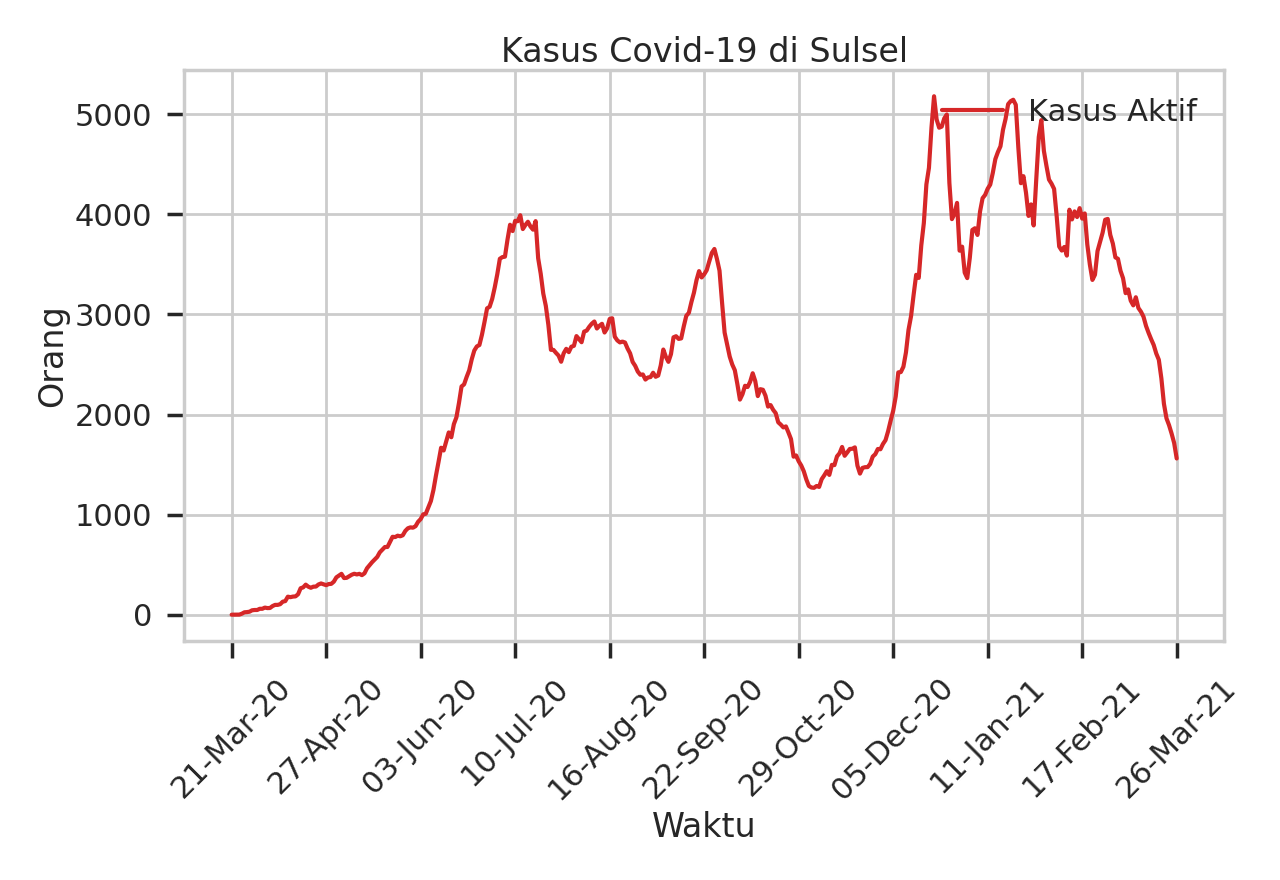 Kasus Covid-19 di Sulsel
Kasus Aktif
Orang
5000
4000
3000
2000
1000
0
21-Mar-20
27-Apr-20
03-Jun-20
10-Jul-20
16-Aug-20
22-Sep-20
29-Oct-20
05-Dec-20
11-Jan-21
17-Feb-21
26-Mar-21
Waktu